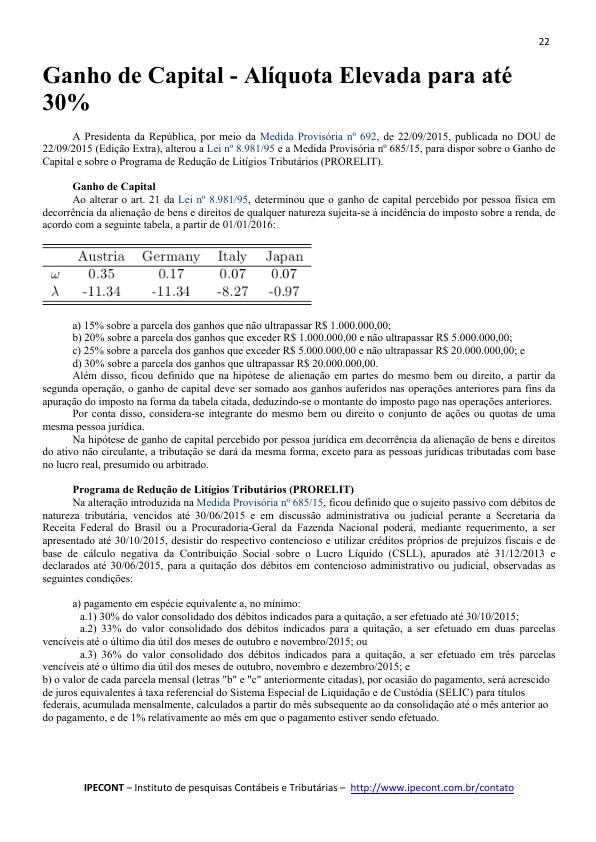 22
Ganho de Capital - Alíquota Elevada para até
30%
A Presidenta da República, por meio da Medida Provisória nº 692, de 22/09/2015, publicada no DOU de
22/09/2015 (Edição Extra), alterou a Lei nº 8.981/95 e a Medida Provisória nº 685/15, para dispor sobre o Ganho de
Capital e sobre o Programa de Redução de Litígios Tributários (PRORELIT).
Ganho de Capital
Ao alterar o art. 21 da Lei nº 8.981/95, determinou que o ganho de capital percebido por pessoa física em
decorrência da alienação de bens e direitos de qualquer natureza sujeita-se à incidência do imposto sobre a renda, de
acordo com a seguinte tabela, a partir de 01/01/2016:
Austria Germany Italy Japan
ω 0.35 0.17 0.07 0.07
λ -11.34 -11.34 -8.27 -0.97
a) 15% sobre a parcela dos ganhos que não ultrapassar R$ 1.000.000,00;
b) 20% sobre a parcela dos ganhos que exceder R$ 1.000.000,00 e não ultrapassar R$ 5.000.000,00;
c) 25% sobre a parcela dos ganhos que exceder R$ 5.000.000,00 e não ultrapassar R$ 20.000.000,00; e
d) 30% sobre a parcela dos ganhos que ultrapassar R$ 20.000.000,00.
Além disso, ficou definido que na hipótese de alienação em partes do mesmo bem ou direito, a partir da
segunda operação, o ganho de capital deve ser somado aos ganhos auferidos nas operações anteriores para fins da
apuração do imposto na forma da tabela citada, deduzindo-se o montante do imposto pago nas operações anteriores.
Por conta disso, considera-se integrante do mesmo bem ou direito o conjunto de ações ou quotas de uma
mesma pessoa jurídica.
Na hipótese de ganho de capital percebido por pessoa jurídica em decorrência da alienação de bens e direitos
do ativo não circulante, a tributação se dará da mesma forma, exceto para as pessoas jurídicas tributadas com base
no lucro real, presumido ou arbitrado.
Programa de Redução de Litígios Tributários (PRORELIT)
Na alteração introduzida na Medida Provisória nº 685/15, ficou definido que o sujeito passivo com débitos de
natureza tributária, vencidos até 30/06/2015 e em discussão administrativa ou judicial perante a Secretaria da
Receita Federal do Brasil ou a Procuradoria-Geral da Fazenda Nacional poderá, mediante requerimento, a ser
apresentado até 30/10/2015, desistir do respectivo contencioso e utilizar créditos próprios de prejuízos fiscais e de
base de cálculo negativa da Contribuição Social sobre o Lucro Líquido (CSLL), apurados até 31/12/2013 e
declarados até 30/06/2015, para a quitação dos débitos em contencioso administrativo ou judicial, observadas as
seguintes condições:
a) pagamento em espécie equivalente a, no mínimo:
a.1) 30% do valor consolidado dos débitos indicados para a quitação, a ser efetuado até 30/10/2015;
a.2) 33% do valor consolidado dos débitos indicados para a quitação, a ser efetuado em duas parcelas
vencíveis até o último dia útil dos meses de outubro e novembro/2015; ou
a.3) 36% do valor consolidado dos débitos indicados para a quitação, a ser efetuado em três parcelas
vencíveis até o último dia útil dos meses de outubro, novembro e dezembro/2015; e
b) o valor de cada parcela mensal (letras "b" e "c" anteriormente citadas), por ocasião do pagamento, será acrescido
de juros equivalentes à taxa referencial do Sistema Especial de Liquidação e de Custódia (SELIC) para títulos
federais, acumulada mensalmente, calculados a partir do mês subsequente ao da consolidação até o mês anterior ao
do pagamento, e de 1% relativamente ao mês em que o pagamento estiver sendo efetuado.
IPECONT – Instituto de pesquisas Contábeis e Tributárias – http://www.ipecont.com.br/contato